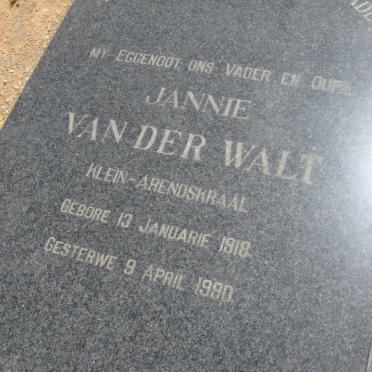 MY EGGENOOT, ONS VADER EN OUPA
JANNIE
VAN DER WALT
KLEIN-ARENDSKRAAL
GEBORE 13 JANUARIE 1918
GESTERWE 9 APRIL 1990